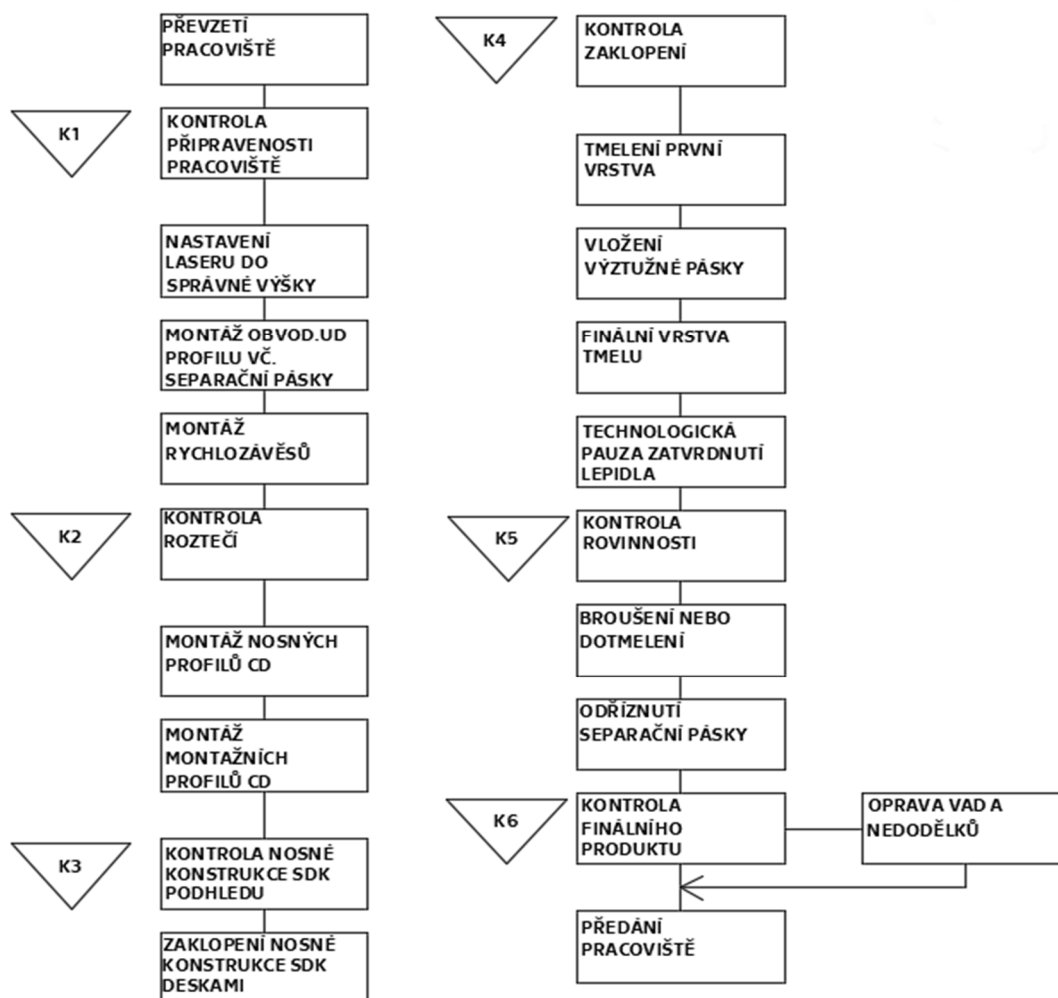 PŘEVZETÍ
PRACOVIŠTĚ
K1
KONTROLA
PŘIPRAVENOSTI
PRACOVIŠTĚ
NASTAVENÍ
LASERU DO
SPRÁVNÉ VÝŠKY
MONTÁŽ OBVOD.UD
PROFILU VČ.
SEPARAČNÍ PÁSKY
MONTÁŽ
RYCHLOZÁVĚSŮ
K2
KONTROLA
ROZTEČÍ
MONTÁŽ NOSNÝCH
PROFILŮ CD
MONTÁŽ
MONTAŽNÍCH
PROFILŮ CD
K3
KONTROLA NOSNÉ
KONSTRUKCE SDK
PODHLEDU
ZAKLOPENÍ NOSNÉ
KONSTRUKCE SDK
DESKAMI
K4
KONTROLA
ZAKLOPENÍ
TMELENÍ PRVNÍ
VRSTVA
VLOŽENÍ
VÝZTUŽNÉ PÁSKY
FINÁLNÍ VRSTVA
TMELU
TECHNOLOGICKÁ
PAUZA ZATVRDNUTÍ
LEPIDLA
K5
KONTROLA
ROVINNOSTI
BROUŠENÍ NEBO
DOTMELENÍ
ODŘÍZNUTÍ
SEPARAČNÍ PÁSKY
K6
KONTROLA
FINÁLNÍHO
PRODUKTU
OPRAVA VAD A
NEDODĚLKŮ
PŘEDÁNÍ
PRACOVIŠTĚ